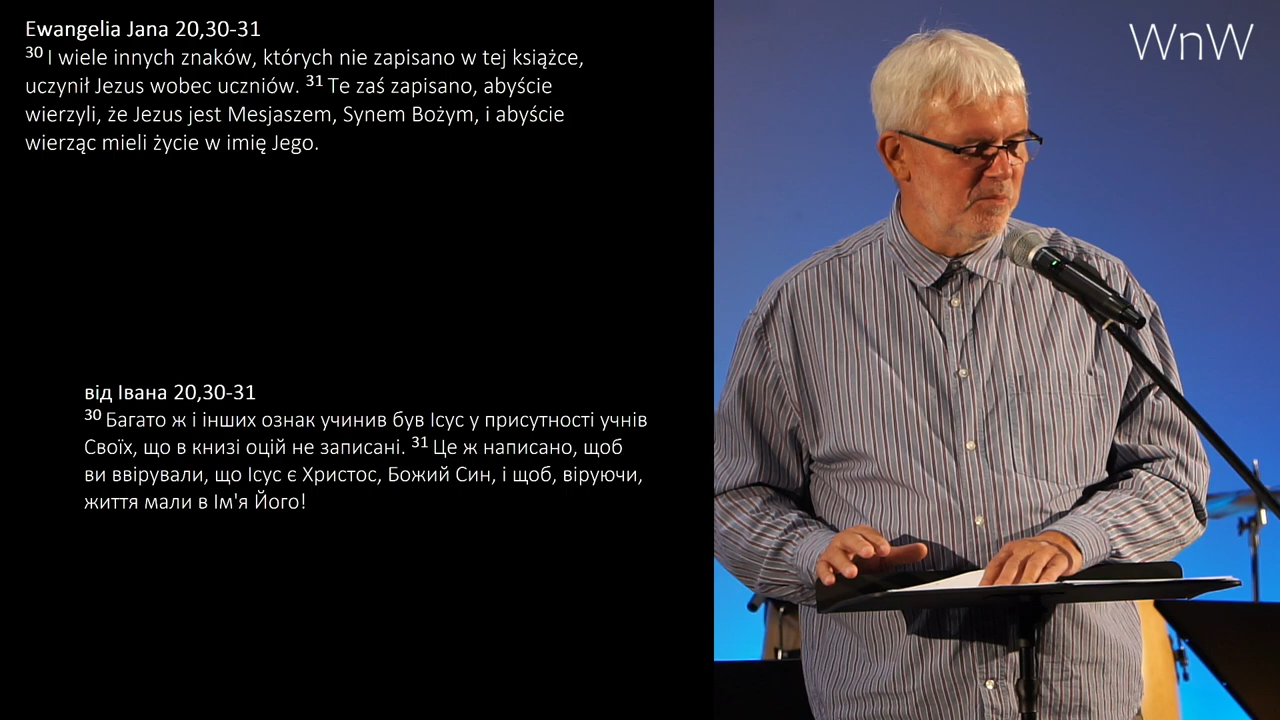 Ewangelia Jana 20,30-31
30 I wiele innych znaków, których nie zapisano w tej książce,
uczynił Jezus wobec uczniów. 31 Te zaś zapisano, abyście
wierzyli, że Jezus jest Mesjaszem, Synem Bożym, i abyście
wierząc mieli życie w imię Jego.
WnW
від Івана 20,30-31
30 Багато ж і інших ознак учинив був Ісус у присутності учнів
Своїх, що в книзі оцій не записані. 31 Це ж написано, щоб
ви ввірували, що Ісус є Христос, Божий Син, і щоб, віруючи,
життя мали в Ім'я Його!